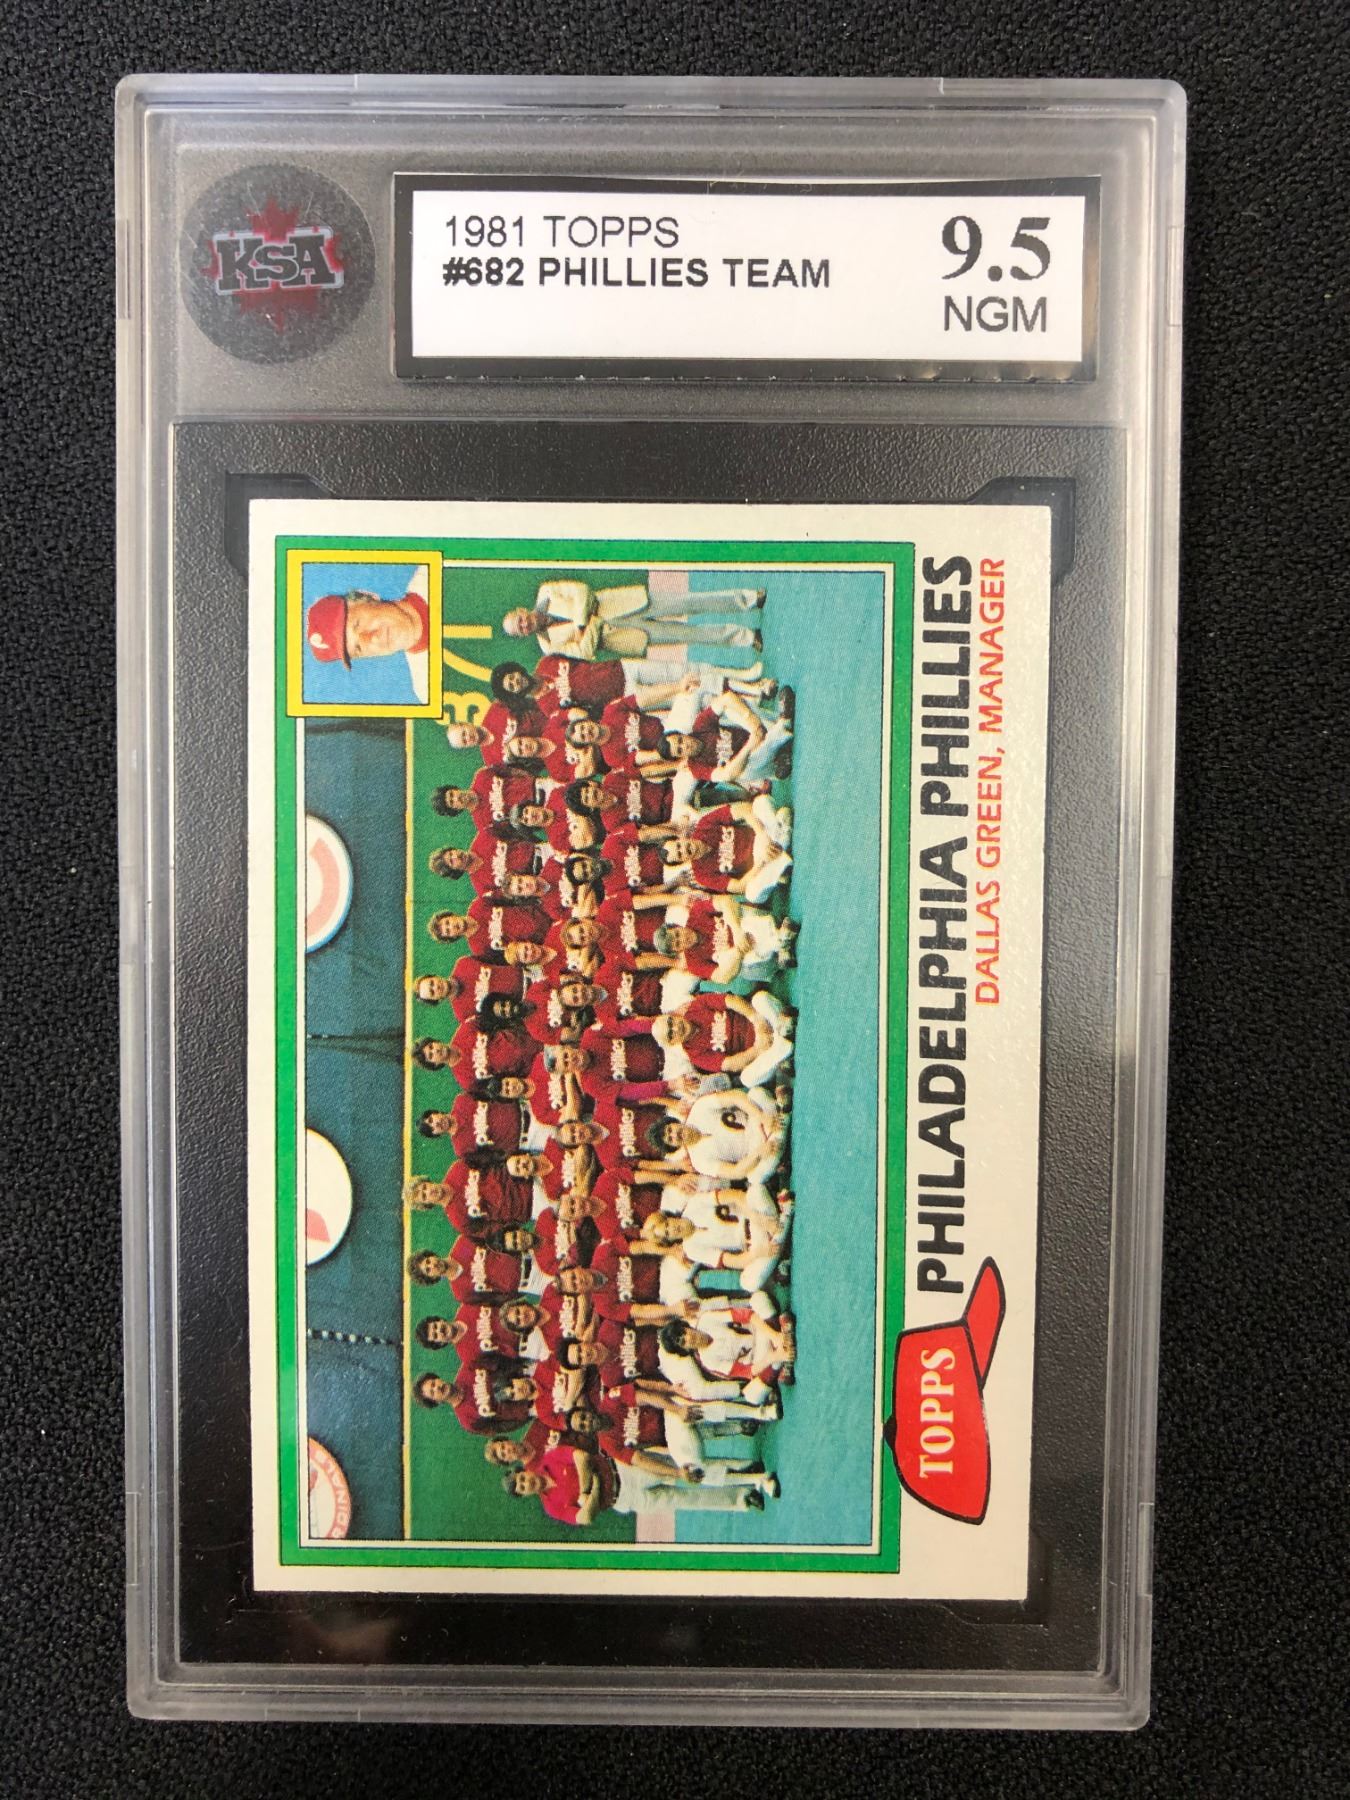 KSA
1981 TOPPS
#682 PHILLIES TEAM
9.5
NGM
PHILADELPHIA PHILLIES
DALLAS GREEN, MANAGER
TOPPS